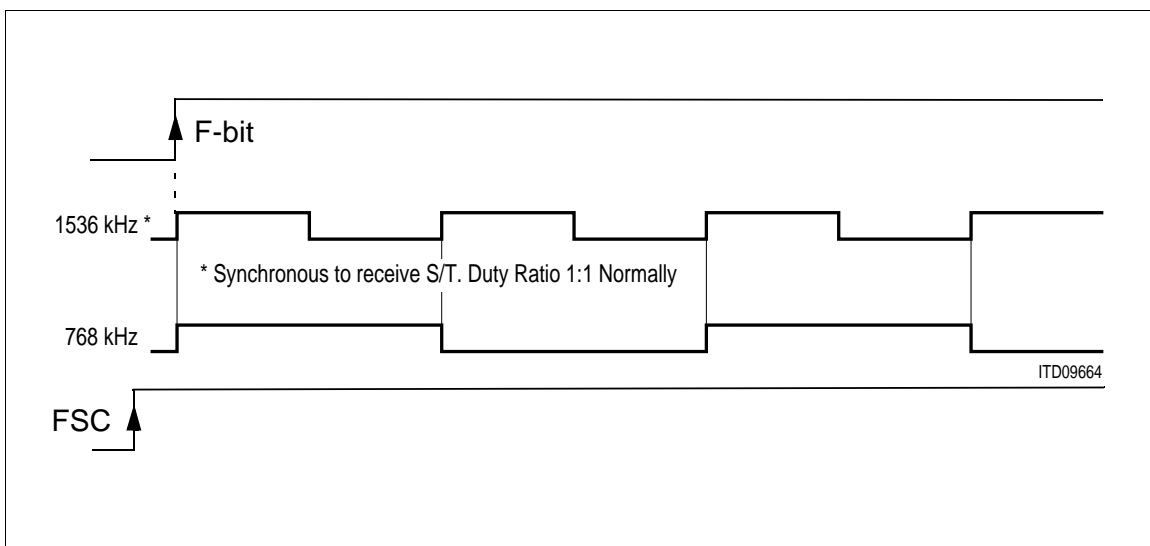 F-bit
1536 kHz *
* Synchronous to receive S/T. Duty Ratio 1:1 Normally
768 kHz
ITD09664
FSC